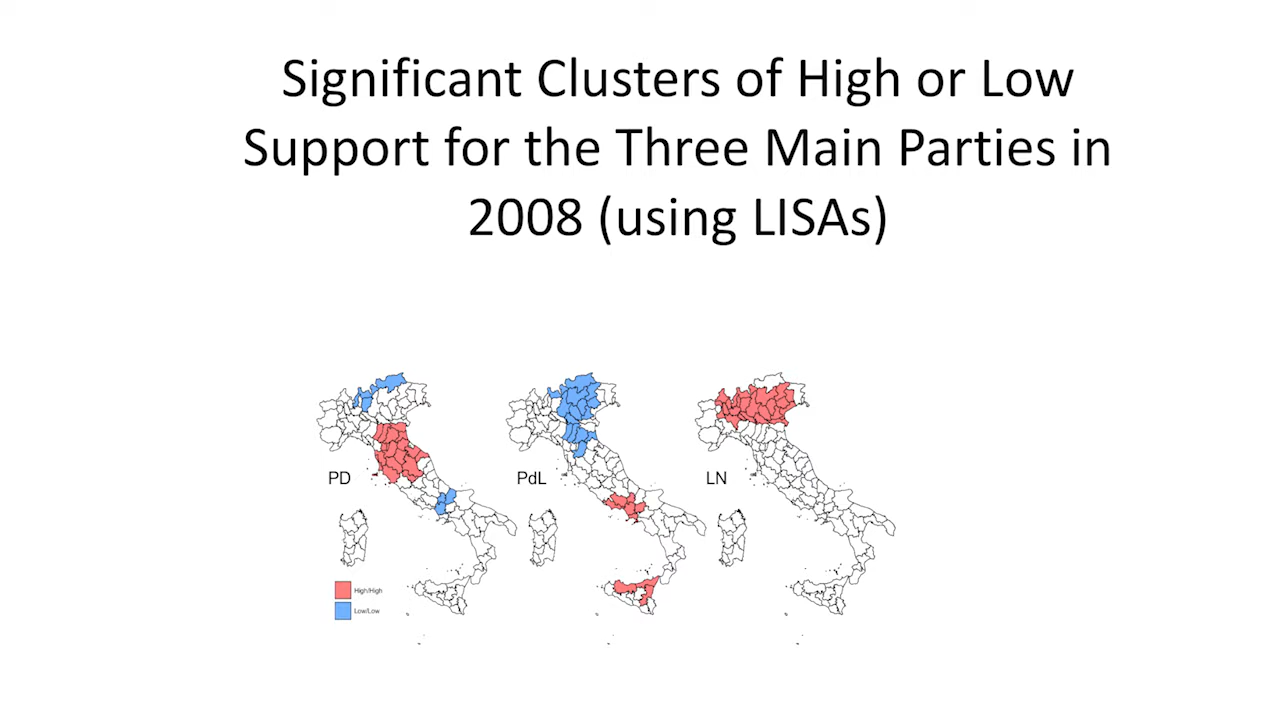 Significant Clusters of High or Low
Support for the Three Main Parties in
2008 (using LISAs)
PD
PdL
LN
High/High
Low/Low